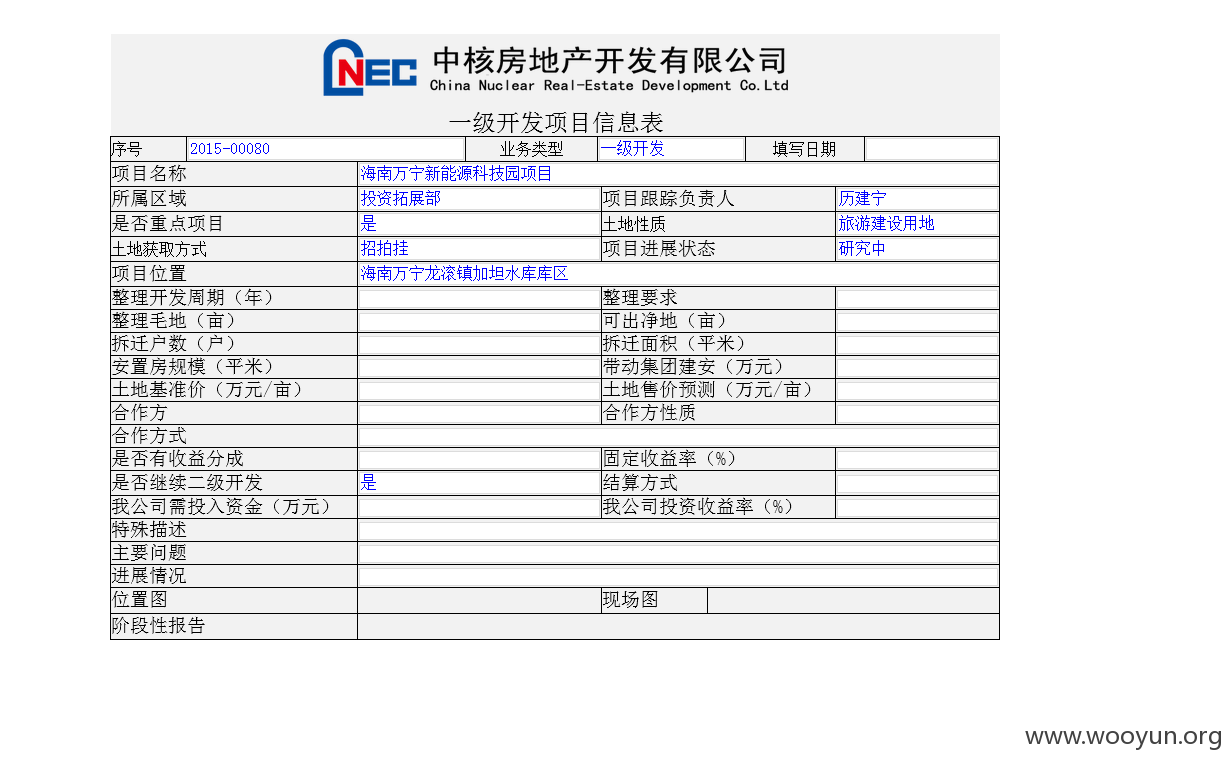 NEC 中核房地产开发有限公司
China Nuclear Real-Estate Development Co.Ltd
一级开发项目信息表
序号 2015-00080 业务类型 一级开发 填写日期
项目名称 海南万宁新能源科技园项目
所属区域 投资拓展部 项目跟踪负责人 历建宁
是否重点项目 是 土地性质 旅游建设用地
土地获取方式 招拍挂 项目进展状态 研究中
项目位置 海南万宁龙滚镇加坦水库库区
整理开发周期（年） 整理要求
整理毛地（亩） 可出净地（亩）
拆迁户数（户） 拆迁面积（平米）
安置房规模（平米） 带动集团建安（万元）
土地基准价（万元/亩） 土地售价预测（万元/亩）
合作方 合作方性质
合作方式
是否有收益分成 固定收益率（%）
是否继续二级开发 是 结算方式
我公司需投入资金（万元） 我公司投资收益率（%）
特殊描述
主要问题
进展情况
位置图 现场图
阶段性报告
www.wooyun.org